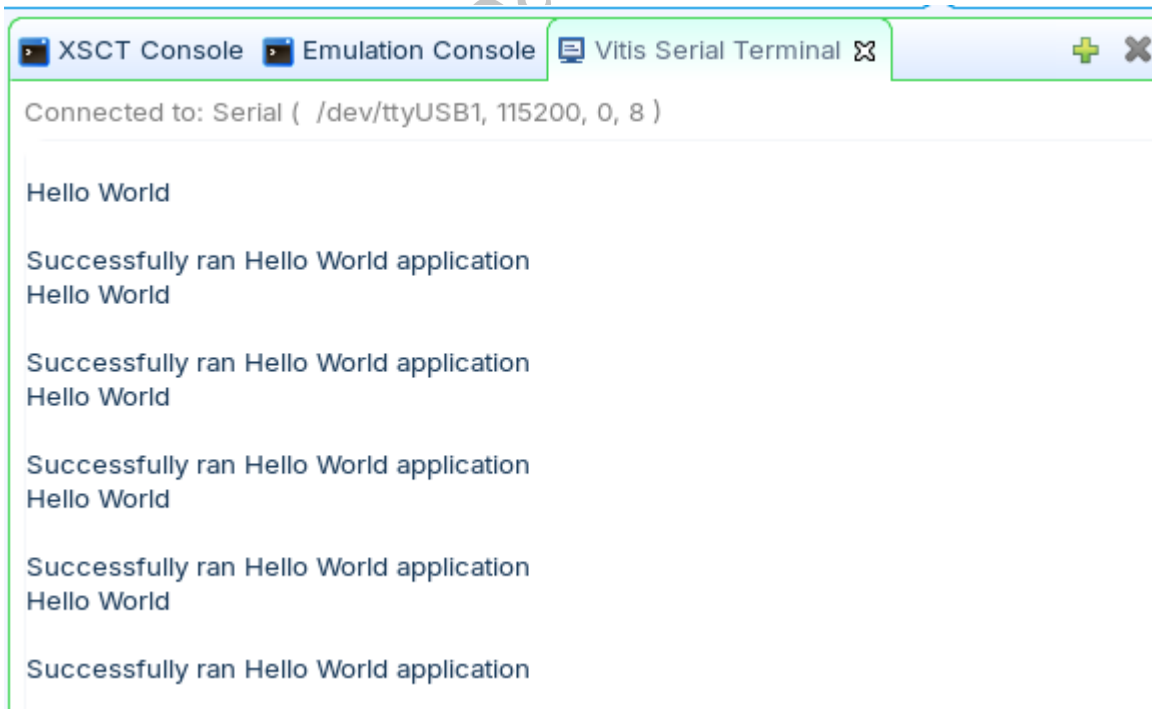 XSCT Console Emulation Console Vitis Serial Terminal
Connected to: Serial ( /dev/ttyUSB1, 115200, 0, 8 )
Hello World
Successfully ran Hello World application
Hello World
Successfully ran Hello World application
Hello World
Successfully ran Hello World application
Hello World
Successfully ran Hello World application
Hello World
Successfully ran Hello World application